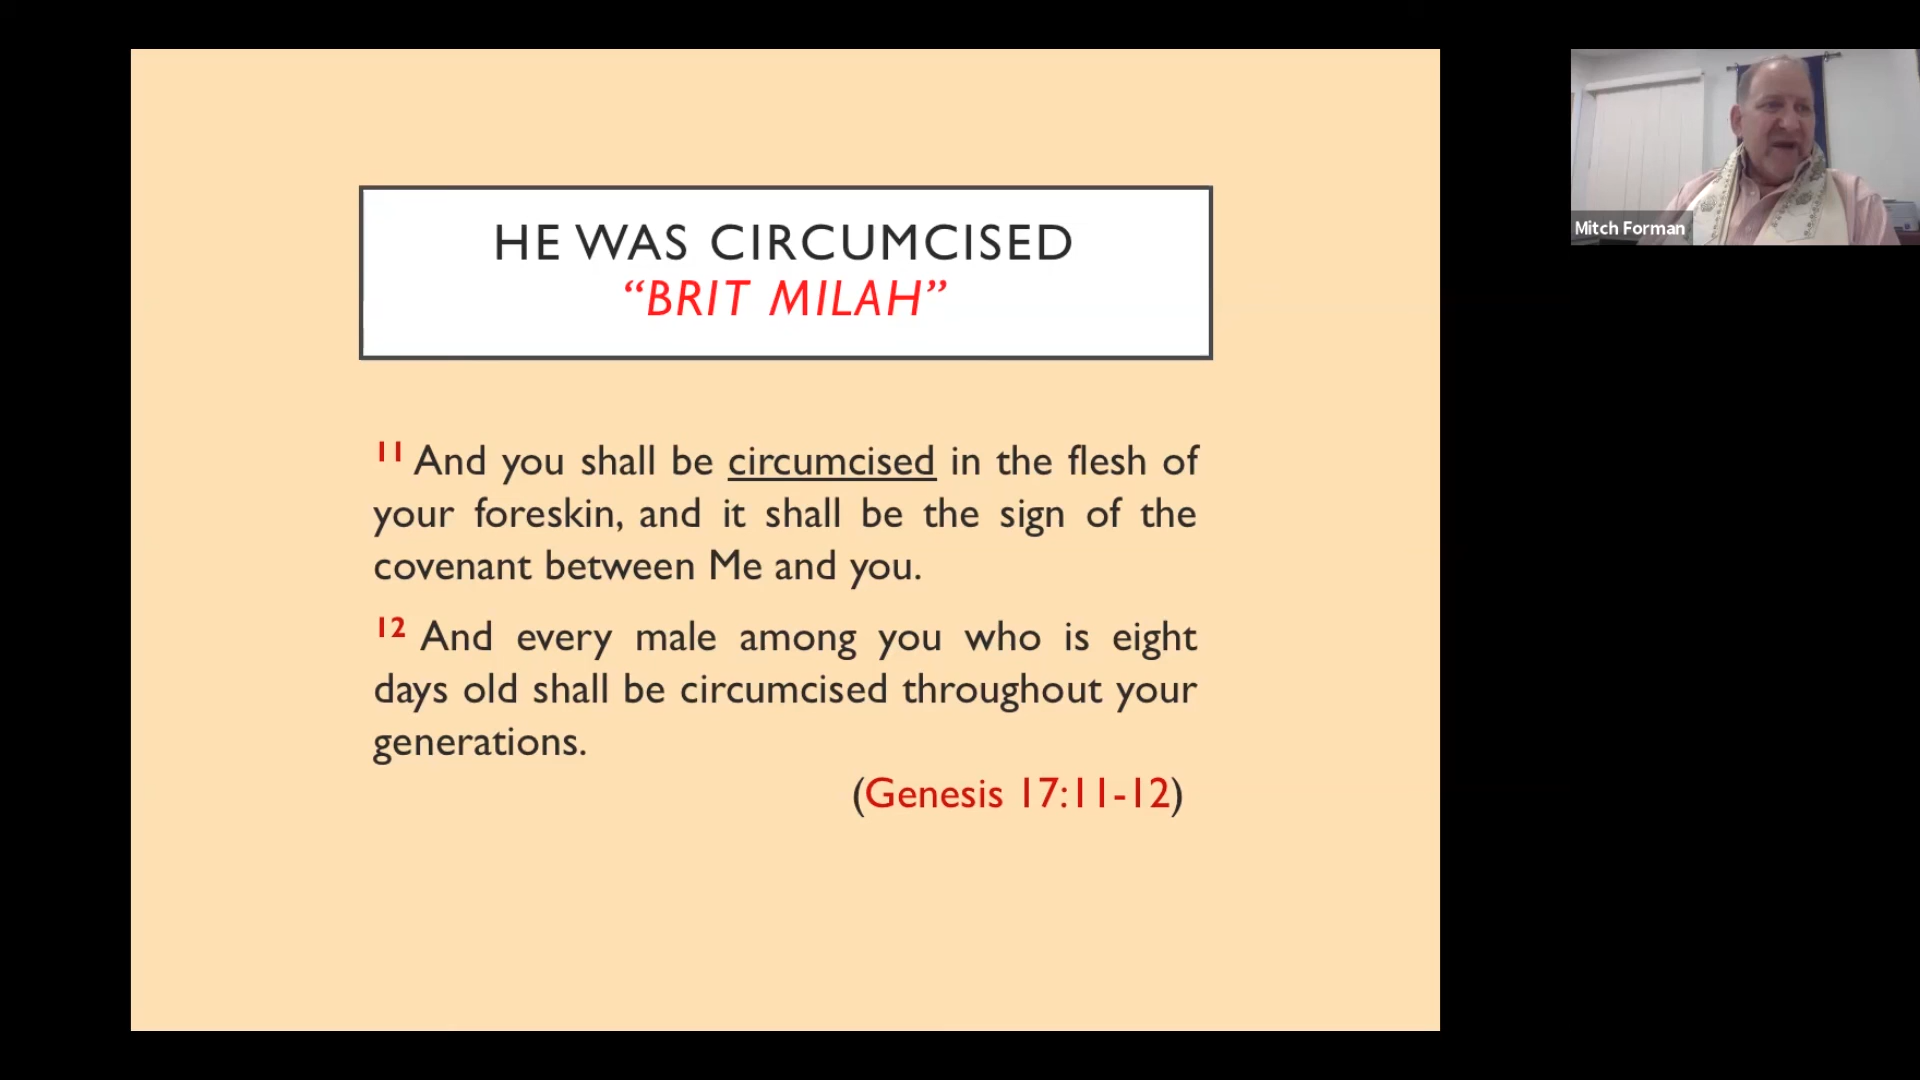 HE WAS CIRCUMCISED
“BRIT MILAH”
11 And you shall be circumcised in the flesh of
your foreskin, and it shall be the sign of the
covenant between Me and you.
12 And every male among you who is eight
days old shall be circumcised throughout your
generations.
(Genesis 17:11-12)
Mitch Forman